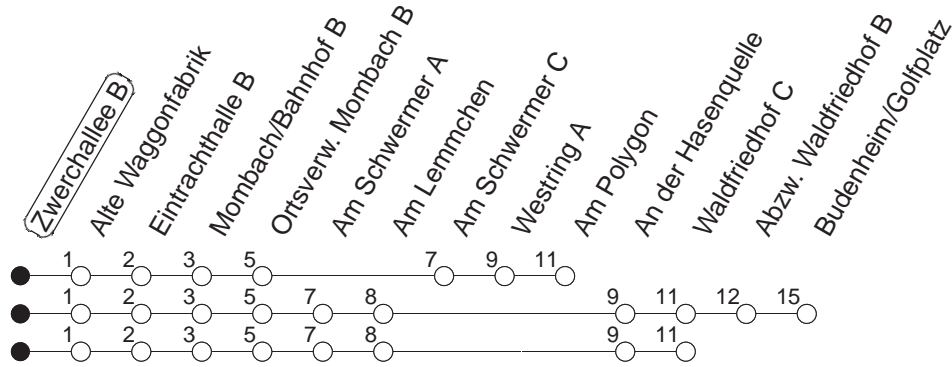 Zwerchallee B
Alte Waggonfabrik
Eintrachthalle B
Mombach/Bahnhof B
Ortsverw. Mombach B
Am Schwermer A
Am Lemmchen
Am Schwermer C
Westring A
Am Polygon
An der Hasenquelle
Waldfriedhof C
Abzw. Waldfriedhof B
Budenheim/Golfplatz
1 2 3 5 7 9 11
1 2 3 5 7 8 9 11 12 15
1 2 3 5 7 8 9 11